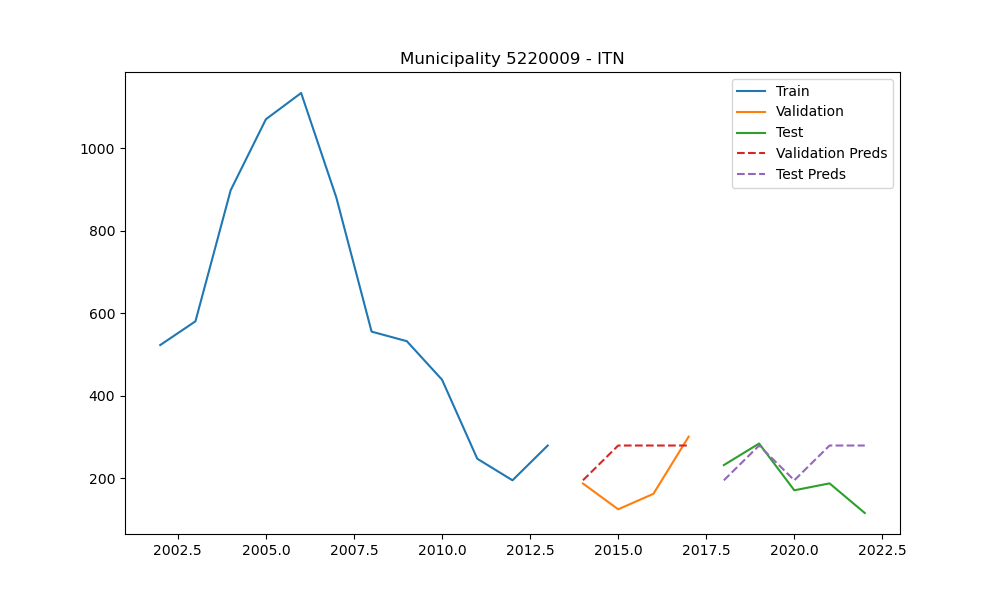 Municipality 5220009 - ITN
Train
Validation
Test
Validation Preds
Test Preds
1000
800
600
400
200
2002.5 2005.0 2007.5 2010.0 2012.5 2015.0 2017.5 2020.0 2022.5